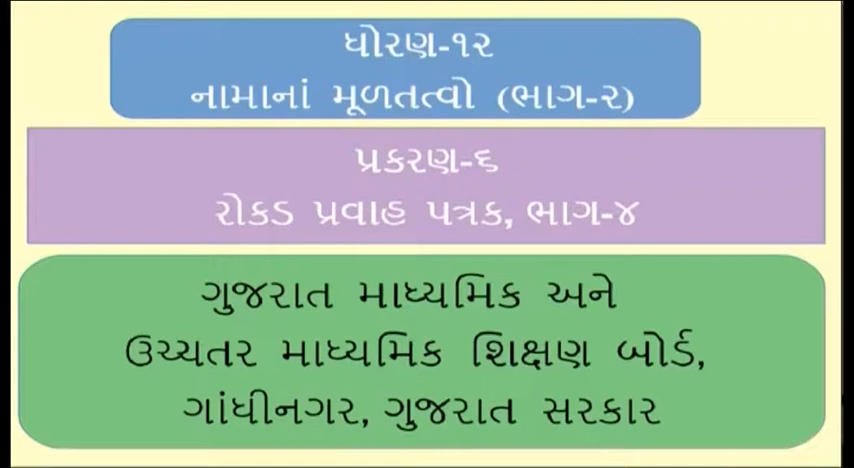 ધોરણ-૧૨
નામાનાં મૂળતત્વો (ભાગ-૨)
પ્રકરણ-૬
રોકડ પ્રવાહ પત્રક, ભાગ-૪
ગુજરાત માધ્યમિક અને
ઉચ્ચતર માધ્યમિક શિક્ષણ બોર્ડ,
ગાંધીનગર, ગુજરાત સરકાર